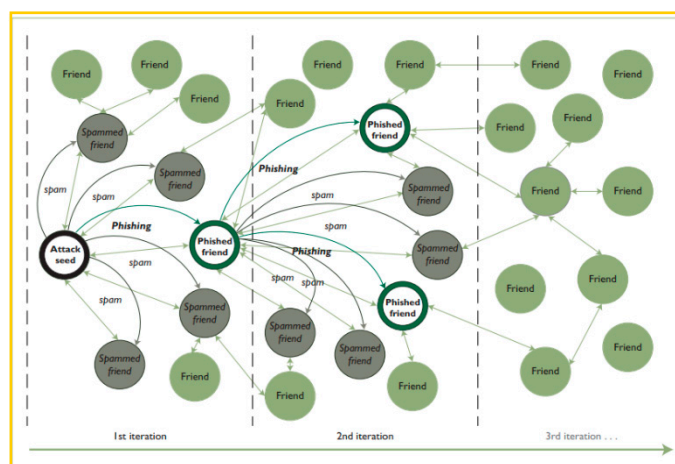 Friend
Friend
Friend
Spammed
friend
Spammed
friend
spam
spam
Phishing
Attack
seed
Phished
friend
spam
spam
Spammed
friend
Spammed
friend
Friend
Friend
Friend
Friend
Phished
friend
Phishing
Spammed
friend
spam
spam
Phishing
Spammed
friend
spam
spam
Phished
friend
Spammed
friend
Spammed
friend
Friend
Friend
Friend
Friend
Friend
Friend
Friend
Friend
Friend
Friend
Friend
Friend
1st iteration
2nd iteration
3rd iteration . . .